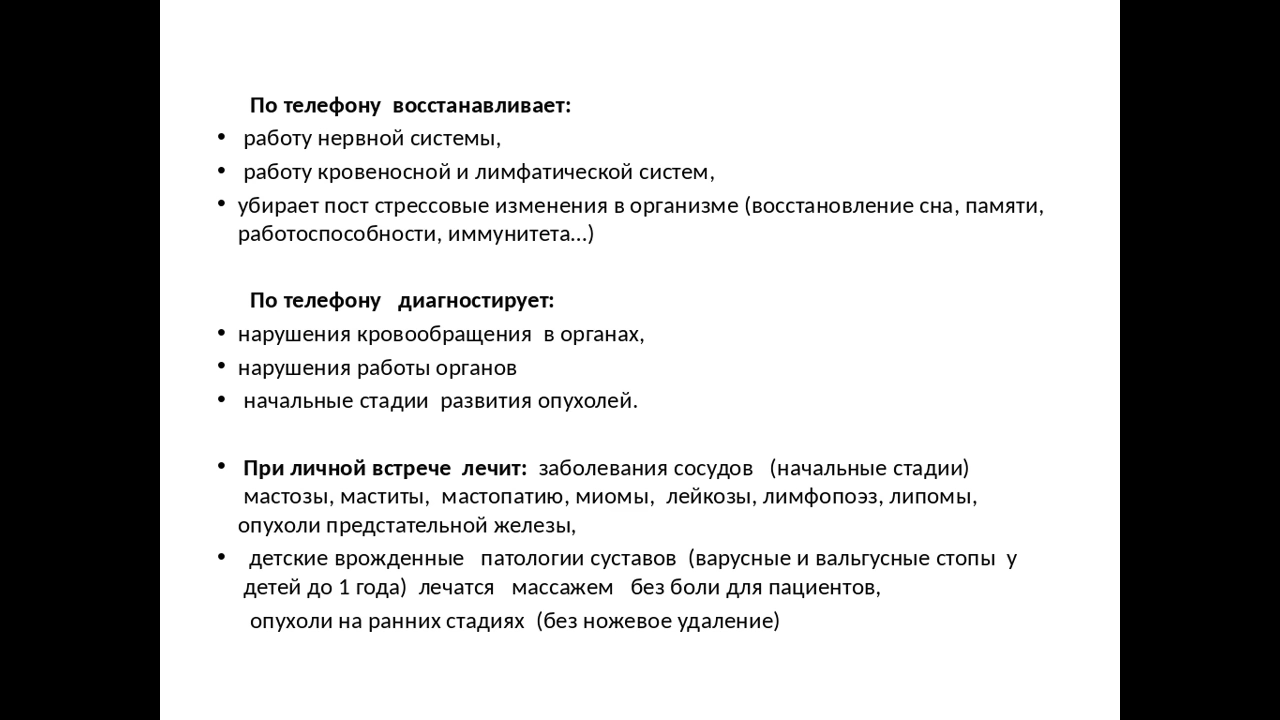 По телефону  восстанавливает:
• работу нервной системы,
• работу кровеносной и лимфатической систем,
• убирает пост стрессовые изменения в организме (восстановление сна, памяти,
работоспособности, иммунитета…)
По телефону   диагностирует:
• нарушения кровообращения  в органах,
• нарушения работы органов
• начальные стадии  развития опухолей.
• При личной встрече  лечит:  заболевания сосудов   (начальные стадии)
мастозы, маститы,  мастопатию, миомы,  лейкозы, лимфопоэз, липомы,
опухоли предстательной железы,
• детские врожденные   патологии суставов  (варусные и вальгусные стопы  у
детей до 1 года)  лечатся   массажем   без боли для пациентов,
опухоли на ранних стадиях  (без ножевое удаление)